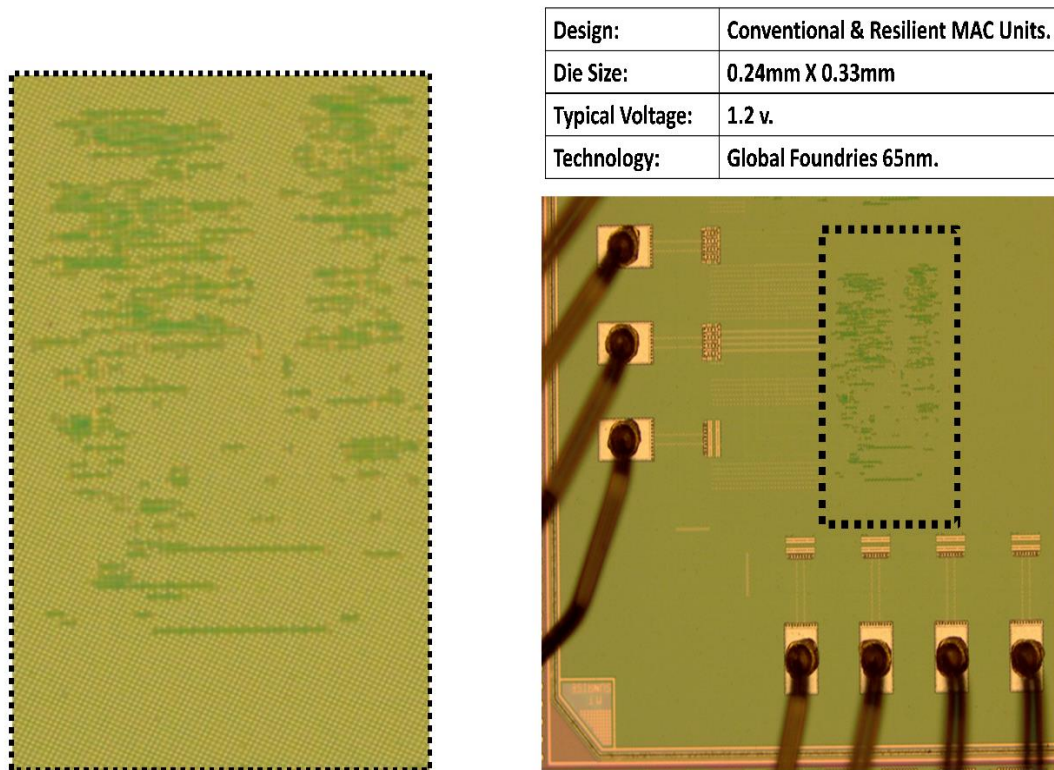 Design: Conventional & Resilient MAC Units.
Die Size: 0.24mm X 0.33mm
Typical Voltage: 1.2 v.
Technology: Global Foundries 65nm.